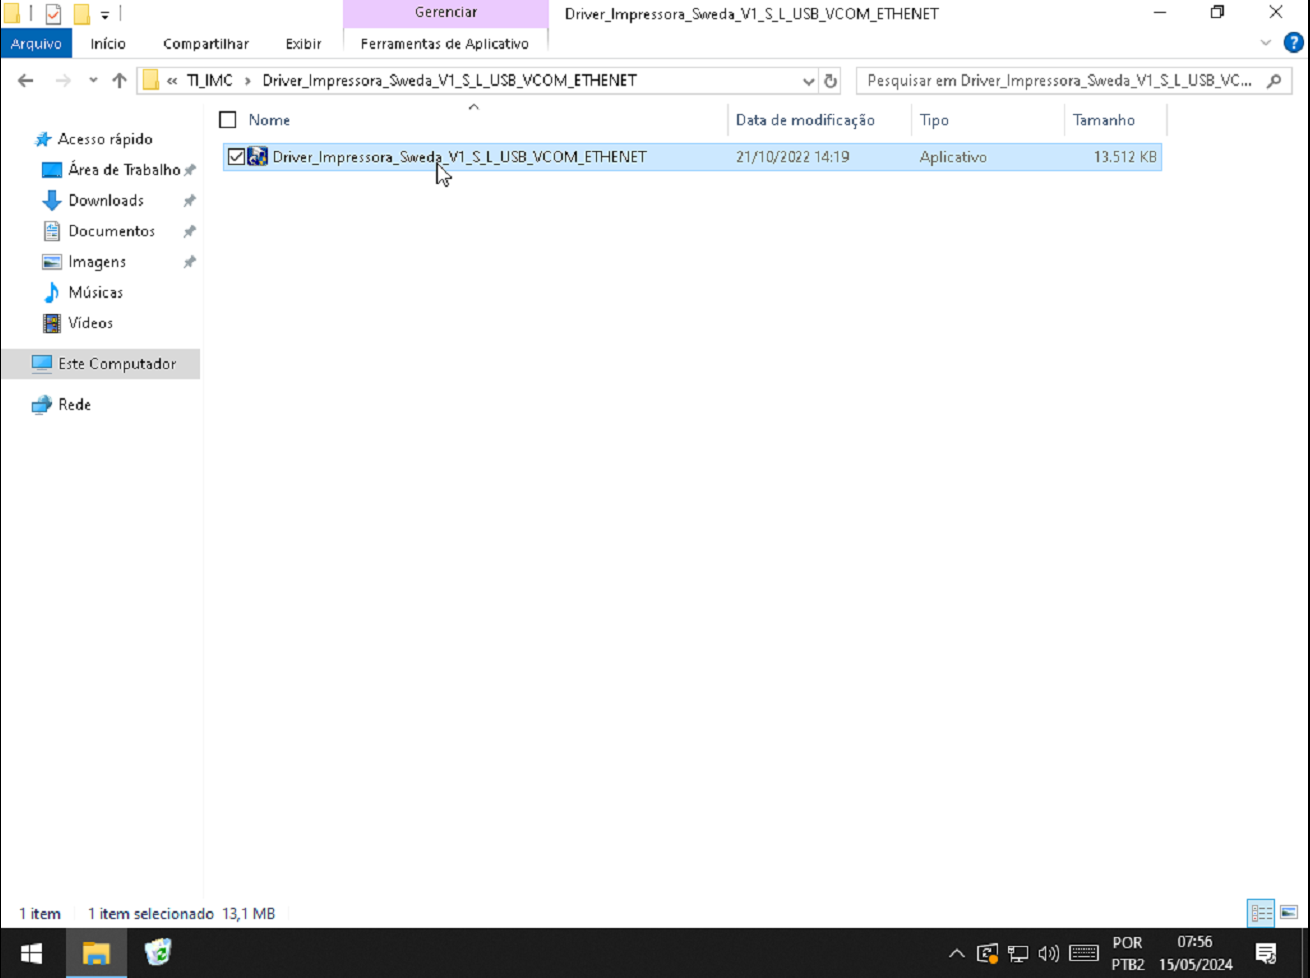 Gerenciar
Driver_Impressora_Sweda_V1_S_L_USB_VCOM_ETHENET
Arquivo
Início
Compartilhar
Exibir
Ferramentas de Aplicativo
« TI_IMC > Driver_Impressora_Sweda_V1_S_L_USB_VCOM_ETHENET
Pesquisar em Driver_Impressora_Sweda_V1_S_L_USB_VC...
Nome
Data de modificação
Tipo
Tamanho
Driver_Impressora_Sweda_V1_S_L_USB_VCOM_ETHENET
21/10/2022 14:19
Aplicativo
13.512 KB
Acesso rápido
Área de Trabalho
Downloads
Documentos
Imagens
Músicas
Vídeos
Este Computador
Rede
1 item
1 item selecionado 13,1 MB
POR
PTB2
07:56
15/05/2024